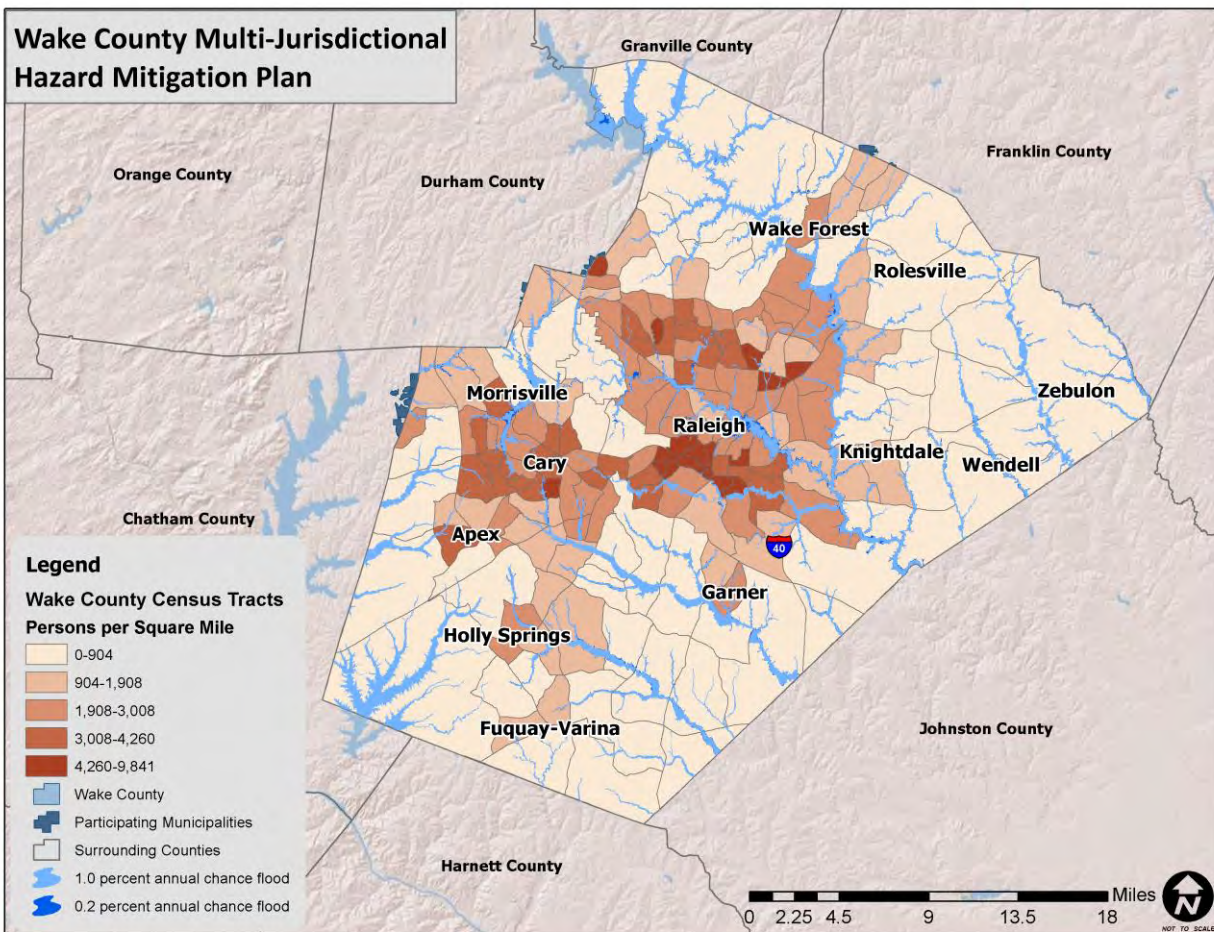 Wake County Multi-Jurisdictional
Hazard Mitigation Plan
Granville County
Franklin County
Orange County
Durham County
Wake Forest
Rolesville
Zebulon
Morrisville
Raleigh
Knightdale
Cary
Wendell
Chatham County
Apex
40
Garner
Holly Springs
Fuquay-Varina
Johnston County
Harnett County
Legend
Wake County Census Tracts
Persons per Square Mile
0-904
904-1,908
1,908-3,008
3,008-4,260
4,260-9,841
Wake County
Participating Municipalities
Surrounding Counties
1.0 percent annual chance flood
0.2 percent annual chance flood
Miles
0 2.25 4.5 9 13.5 18
N
NOT TO SCALE